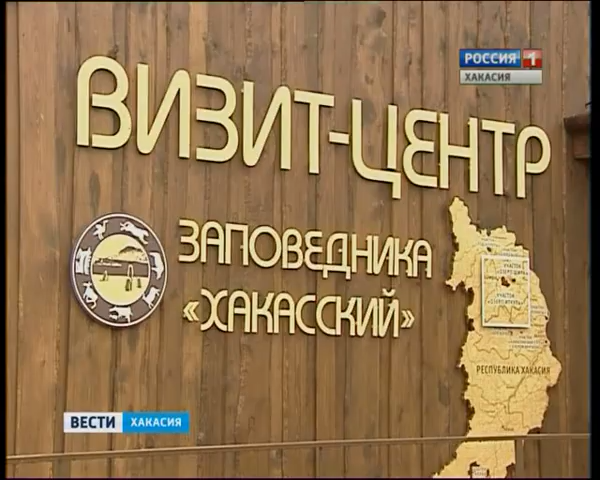 РОССИЯ 1
ХАКАСИЯ
ВИЗИТ-ЦЕНТР
ЗАПОВЕДНИКА
«ХАКАССКИЙ»
РЕСПУБЛИКА ХАКАСИЯ
ВЕСТИ ХАКАСИЯ